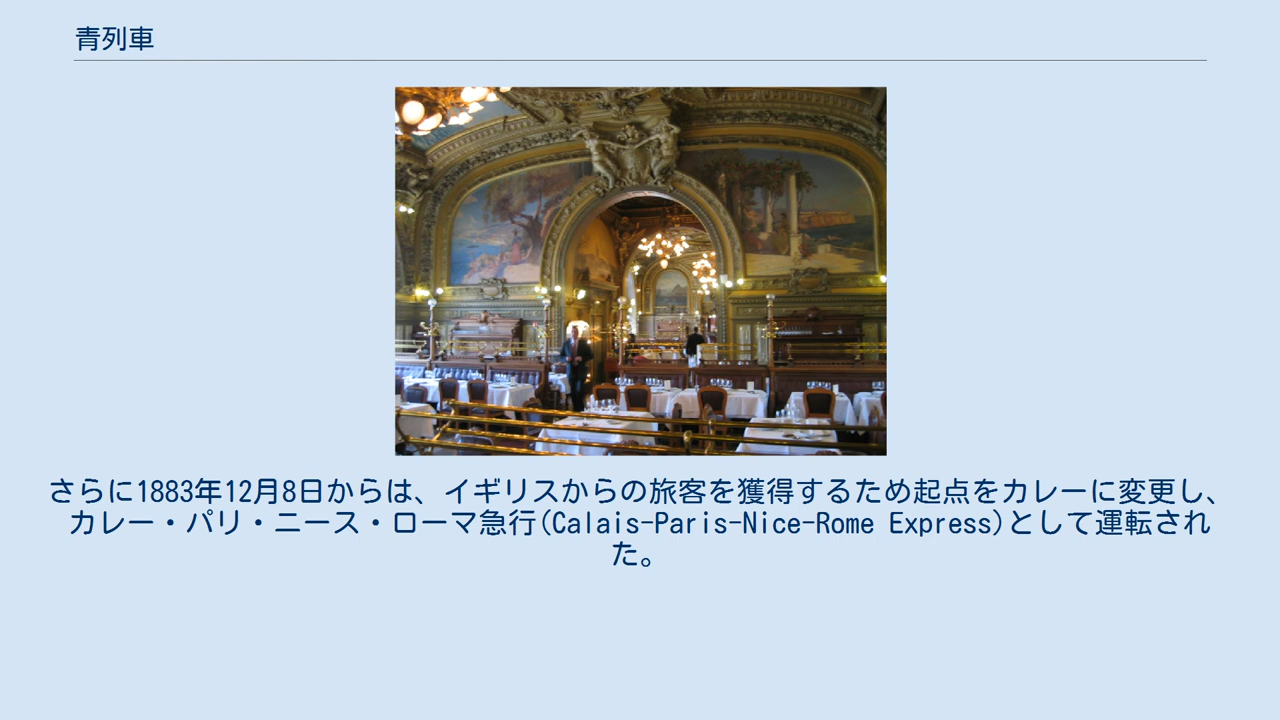 青列車
さらに1883年12月8日からは、イギリスからの旅客を獲得するため起点をカレーに変更し、
カレー・パリ・ニース・ローマ急行(Calais-Paris-Nice-Rome Express)として運転され
た。